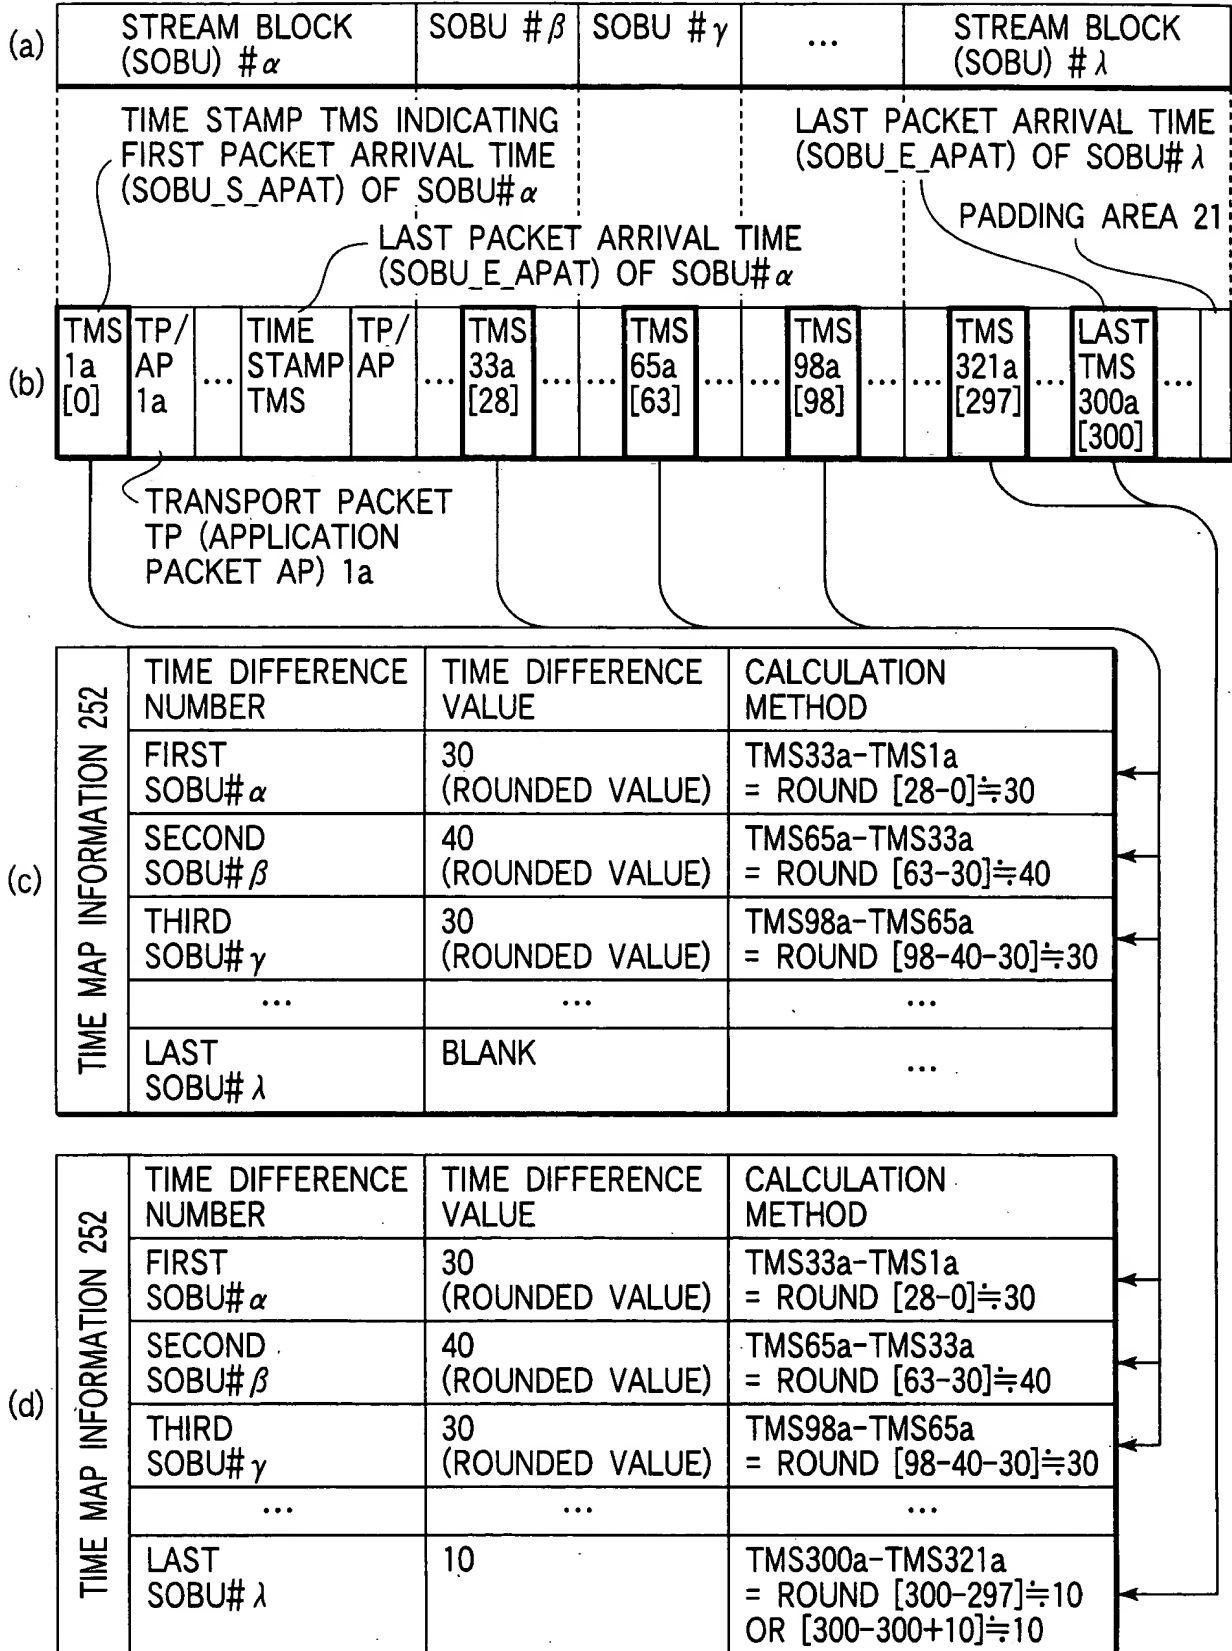 (a)
STREAM BLOCK
(SOBU) #α
SOBU #β
SOBU #γ
...
STREAM BLOCK
(SOBU) #λ
TIME STAMP TMS INDICATING
FIRST PACKET ARRIVAL TIME
(SOBU_S_APAT) OF SOBU#α
LAST PACKET ARRIVAL TIME
(SOBU_E_APAT) OF SOBU#λ
PADDING AREA 21
LAST PACKET ARRIVAL TIME
(SOBU_E_APAT) OF SOBU#α
(b)
TMS
1a
[0]
TP/
AP
1a
...
TIME
STAMP
TMS
TP/
AP
...
TMS
33a
[28]
...
...
TMS
65a
[63]
...
...
TMS
98a
[98]
...
...
TMS
321a
[297]
...
LAST
TMS
300a
[300]
...
TRANSPORT PACKET
TP (APPLICATION
PACKET AP) 1a
(c)
TIME MAP INFORMATION 252
TIME DIFFERENCE
NUMBER
TIME DIFFERENCE
VALUE
CALCULATION
METHOD
FIRST
SOBU#α
30
(ROUNDED VALUE)
TMS33a-TMS1a
= ROUND [28-0]≒30
SECOND
SOBU#β
40
(ROUNDED VALUE)
TMS65a-TMS33a
= ROUND [63-30]≒40
THIRD
SOBU#γ
30
(ROUNDED VALUE)
TMS98a-TMS65a
= ROUND [98-40-30]≒30
...
...
...
LAST
SOBU#λ
BLANK
...
(d)
TIME MAP INFORMATION 252
TIME DIFFERENCE
NUMBER
TIME DIFFERENCE
VALUE
CALCULATION
METHOD
FIRST
SOBU#α
30
(ROUNDED VALUE)
TMS33a-TMS1a
= ROUND [28-0]≒30
SECOND
SOBU#β
40
(ROUNDED VALUE)
TMS65a-TMS33a
= ROUND [63-30]≒40
THIRD
SOBU#γ
30
(ROUNDED VALUE)
TMS98a-TMS65a
= ROUND [98-40-30]≒30
...
...
...
LAST
SOBU#λ
10
TMS300a-TMS321a
= ROUND [300-297]≒10
OR [300-300+10]≒10